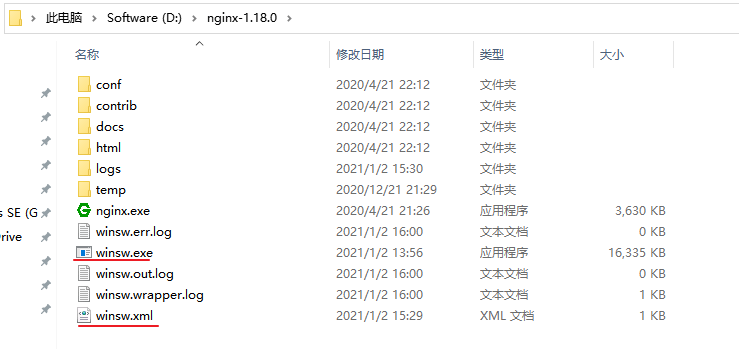 此电脑 > Software (D:) > nginx-1.18.0 >
名称 修改日期 类型 大小
conf 2020/4/21 22:12 文件夹
contrib 2020/4/21 22:12 文件夹
docs 2020/4/21 22:12 文件夹
html 2020/4/21 22:12 文件夹
logs 2021/1/2 15:30 文件夹
temp 2020/12/21 21:29 文件夹
s SE (G nginx.exe 2020/4/21 21:26 应用程序 3,630 KB
Drive winsw.err.log 2021/1/2 16:00 文本文档 0 KB
winsw.exe 2021/1/2 13:56 应用程序 16,335 KB
winsw.out.log 2021/1/2 16:00 文本文档 0 KB
winsw.wrapper.log 2021/1/2 16:00 文本文档 1 KB
winsw.xml 2021/1/2 15:29 XML 文档 1 KB